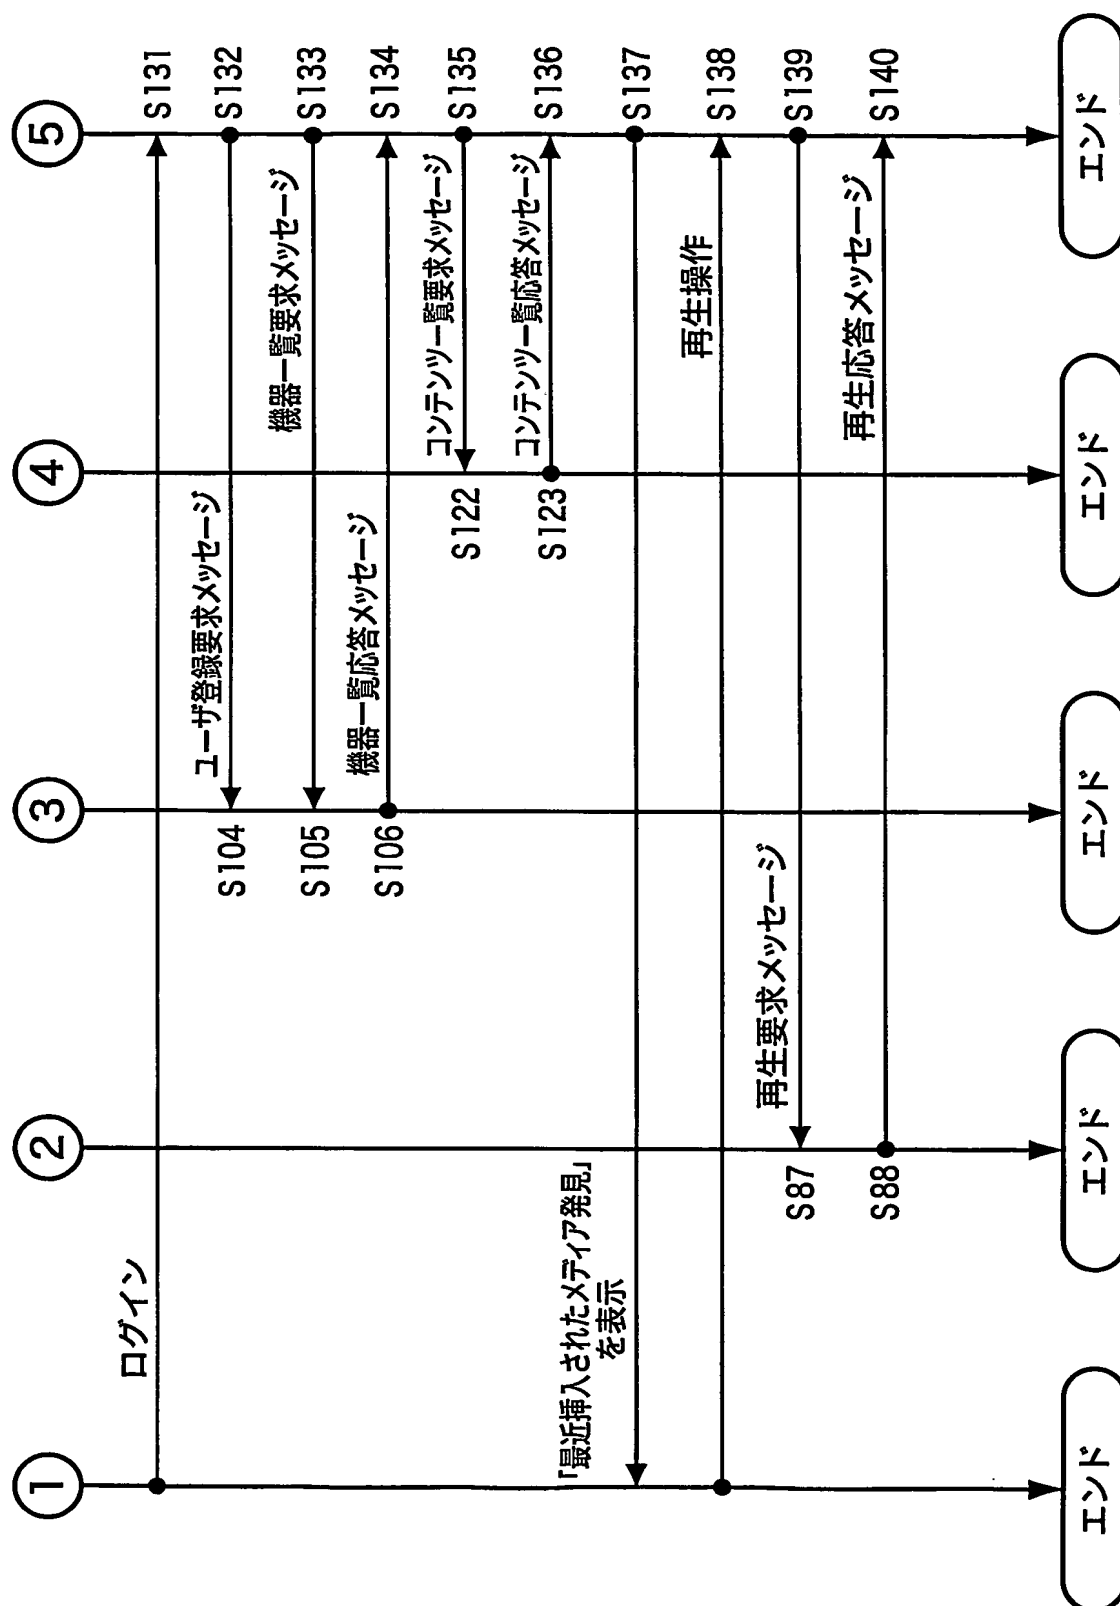 1
2
3
4
5
ログイン
S131
ユーザ登録要求メッセージ
S104
S132
機器一覧要求メッセージ
S105
S133
機器一覧応答メッセージ
S106
S134
コンテンツ一覧要求メッセージ
S122
S135
コンテンツ一覧応答メッセージ
S123
S136
「最近挿入されたメディア発見」
を表示
S137
再生操作
S138
再生要求メッセージ
S87
S139
再生応答メッセージ
S88
S140
エンド
エンド
エンド
エンド
エンド